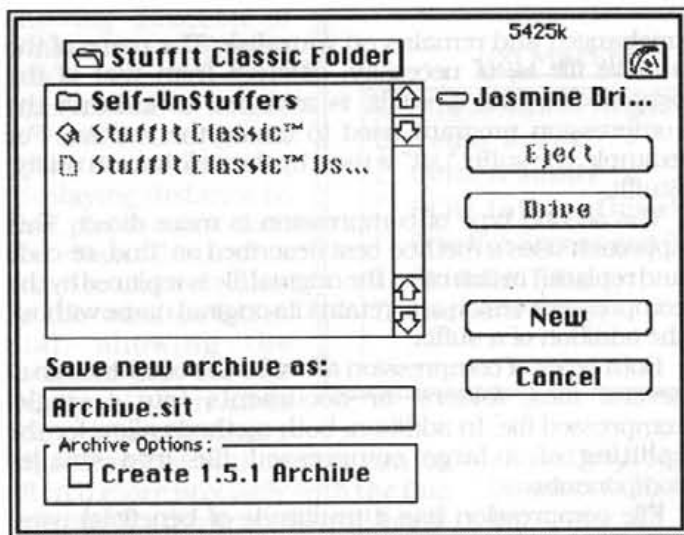 5425k
StuffIt Classic Folder
Self-UnStuffers
StuffIt Classic™
StuffIt Classic™ Us...
Jasmine Dri...
Eject
Drive
New
Cancel
Save new archive as:
Archive.sit
Archive Options:
Create 1.5.1 Archive